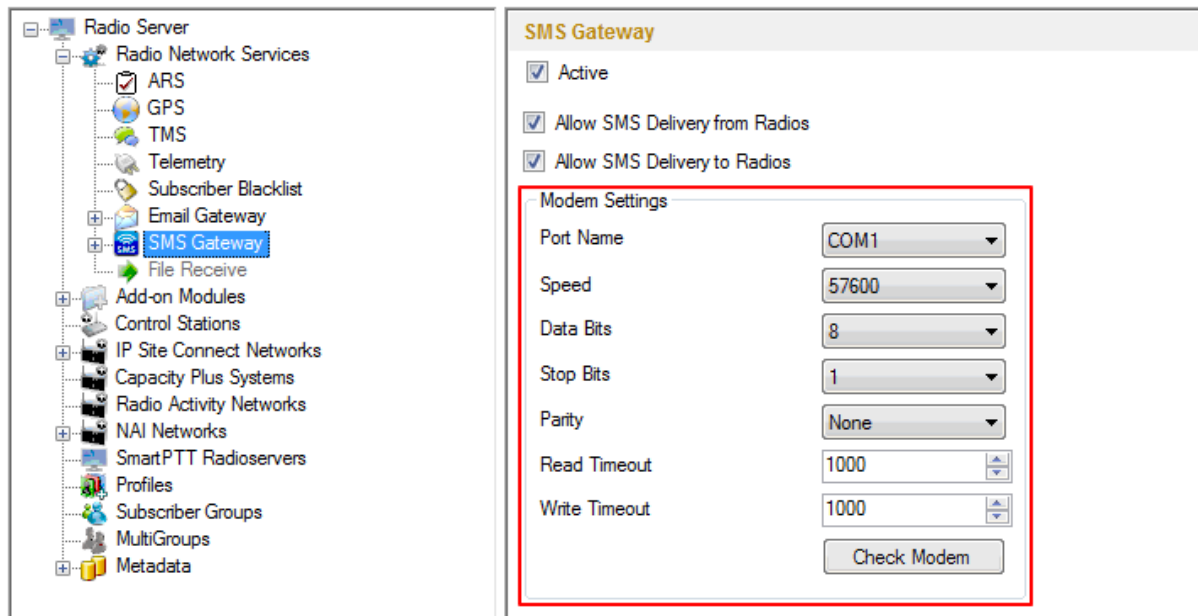 Radio Server
Radio Network Services
ARS
GPS
TMS
Telemetry
Subscriber Blacklist
Email Gateway
SMS Gateway
File Receive
Add-on Modules
Control Stations
IP Site Connect Networks
Capacity Plus Systems
Radio Activity Networks
NAI Networks
SmartPTT Radioservers
Profiles
Subscriber Groups
MultiGroups
Metadata
SMS Gateway
Active
Allow SMS Delivery from Radios
Allow SMS Delivery to Radios
Modem Settings
Port Name COM1
Speed 57600
Data Bits 8
Stop Bits 1
Parity None
Read Timeout 1000
Write Timeout 1000
Check Modem